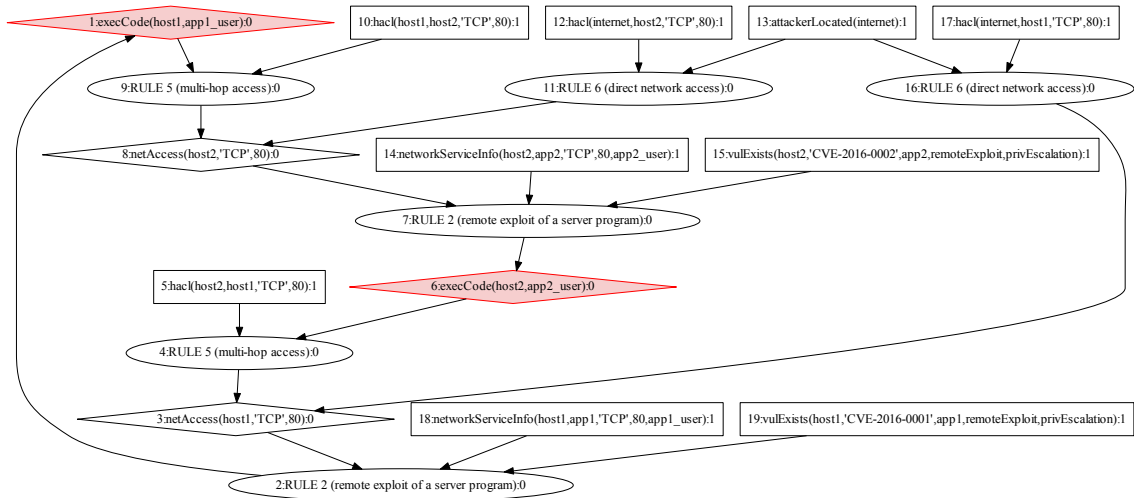 1:execCode(host1,app1_user):0
10:hacl(host1,host2,'TCP',80):1
12:hacl(internet,host2,'TCP',80):1
13:attackerLocated(internet):1
17:hacl(internet,host1,'TCP',80):1
9:RULE 5 (multi-hop access):0
11:RULE 6 (direct network access):0
16:RULE 6 (direct network access):0
8:netAccess(host2,'TCP',80):0
14:networkServiceInfo(host2,app2,'TCP',80,app2_user):1
15:vulExists(host2,'CVE-2016-0002',app2,remoteExploit,privEscalation):1
7:RULE 2 (remote exploit of a server program):0
5:hacl(host2,host1,'TCP',80):1
6:execCode(host2,app2_user):0
4:RULE 5 (multi-hop access):0
3:netAccess(host1,'TCP',80):0
18:networkServiceInfo(host1,app1,'TCP',80,app1_user):1
19:vulExists(host1,'CVE-2016-0001',app1,remoteExploit,privEscalation):1
2:RULE 2 (remote exploit of a server program):0